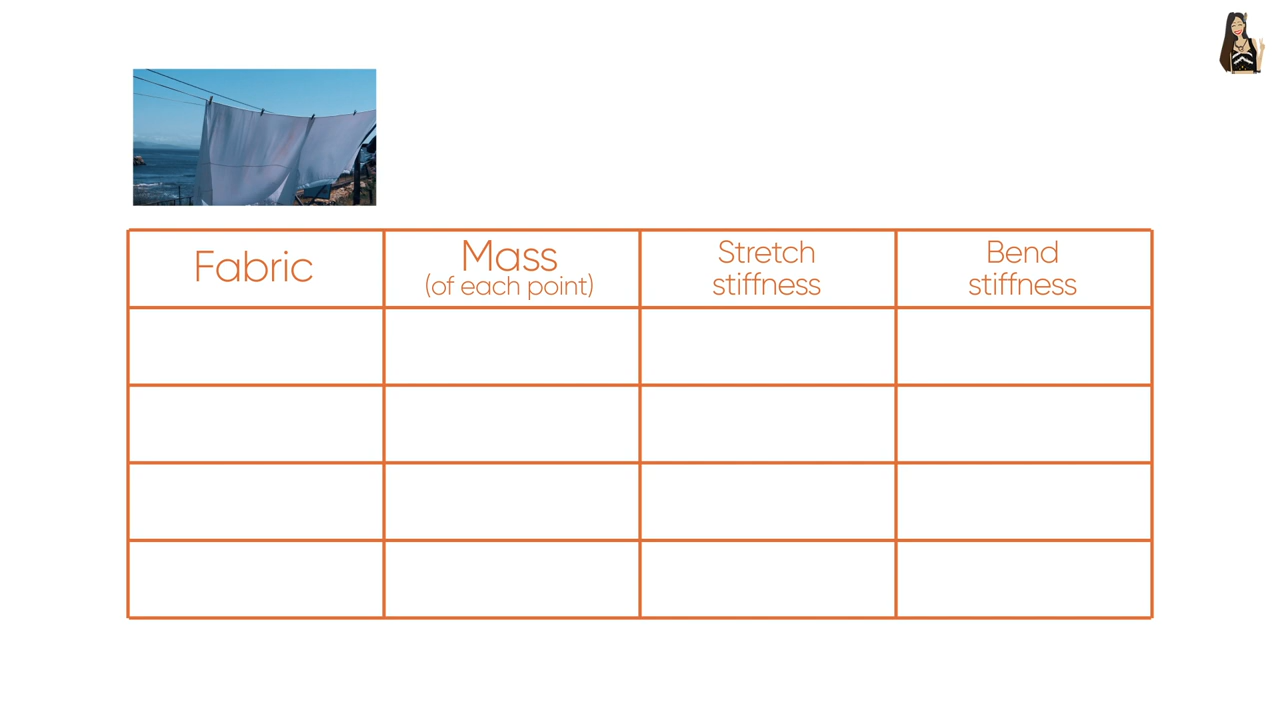 Fabric
Mass
(of each point)
Stretch
stiffness
Bend
stiffness